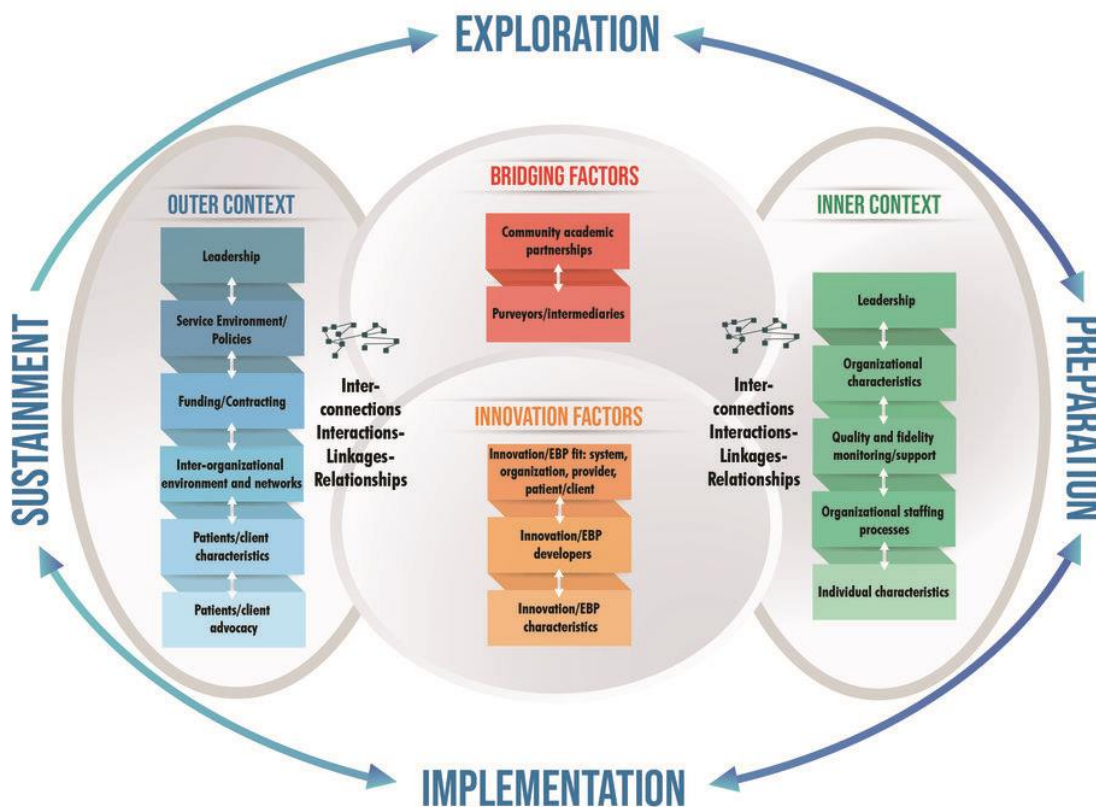 EXPLORATION
BRIDGING FACTORS
Community academic
partnerships
Purveyors/intermediaries
OUTER CONTEXT
Leadership
Service Environment/
Policies
Funding/Contracting
Inter-organizational
environment and networks
Patients/client
characteristics
Patients/client
advocacy
Inter-
connections
Interactions-
Linkages-
Relationships
INNOVATION FACTORS
Innovation/EBP fit: system,
organization, provider,
patient/client
Innovation/EBP
developers
Innovation/EBP
characteristics
Inter-
connections
Interactions-
Linkages-
Relationships
INNER CONTEXT
Leadership
Organizational
characteristics
Quality and fidelity
monitoring/support
Organizational staffing
processes
Individual characteristics
SUSTAINMENT
PREPARATION
IMPLEMENTATION